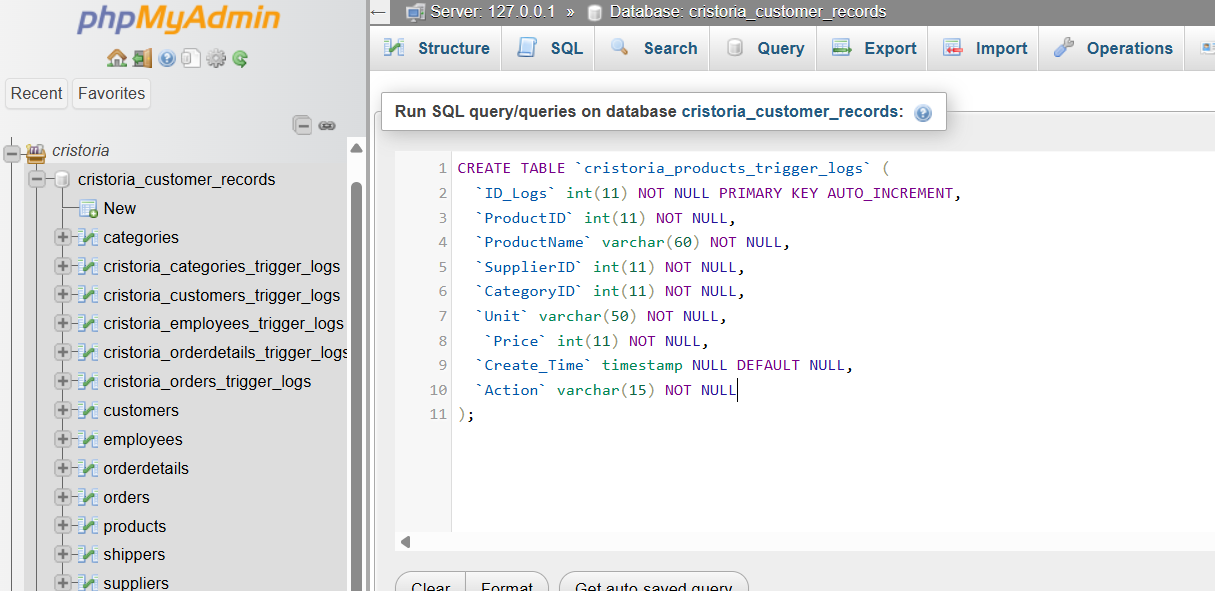 phpMyAdmin
Recent Favorites
cristoria
cristoria_customer_records
New
categories
cristoria_categories_trigger_logs
cristoria_customers_trigger_logs
cristoria_employees_trigger_logs
cristoria_orderdetails_trigger_logs
cristoria_orders_trigger_logs
customers
employees
orderdetails
orders
products
shippers
suppliers
Server: 127.0.0.1 » Database: cristoria_customer_records
Structure SQL Search Query Export Import Operations
Run SQL query/queries on database cristoria_customer_records:
1 CREATE TABLE `cristoria_products_trigger_logs` (
2 `ID_Logs` int(11) NOT NULL PRIMARY KEY AUTO_INCREMENT,
3 `ProductID` int(11) NOT NULL,
4 `ProductName` varchar(60) NOT NULL,
5 `SupplierID` int(11) NOT NULL,
6 `CategoryID` int(11) NOT NULL,
7 `Unit` varchar(50) NOT NULL,
8 `Price` int(11) NOT NULL,
9 `Create_Time` timestamp NULL DEFAULT NULL,
10 `Action` varchar(15) NOT NULL
11 );
Clear Format Get auto-saved query